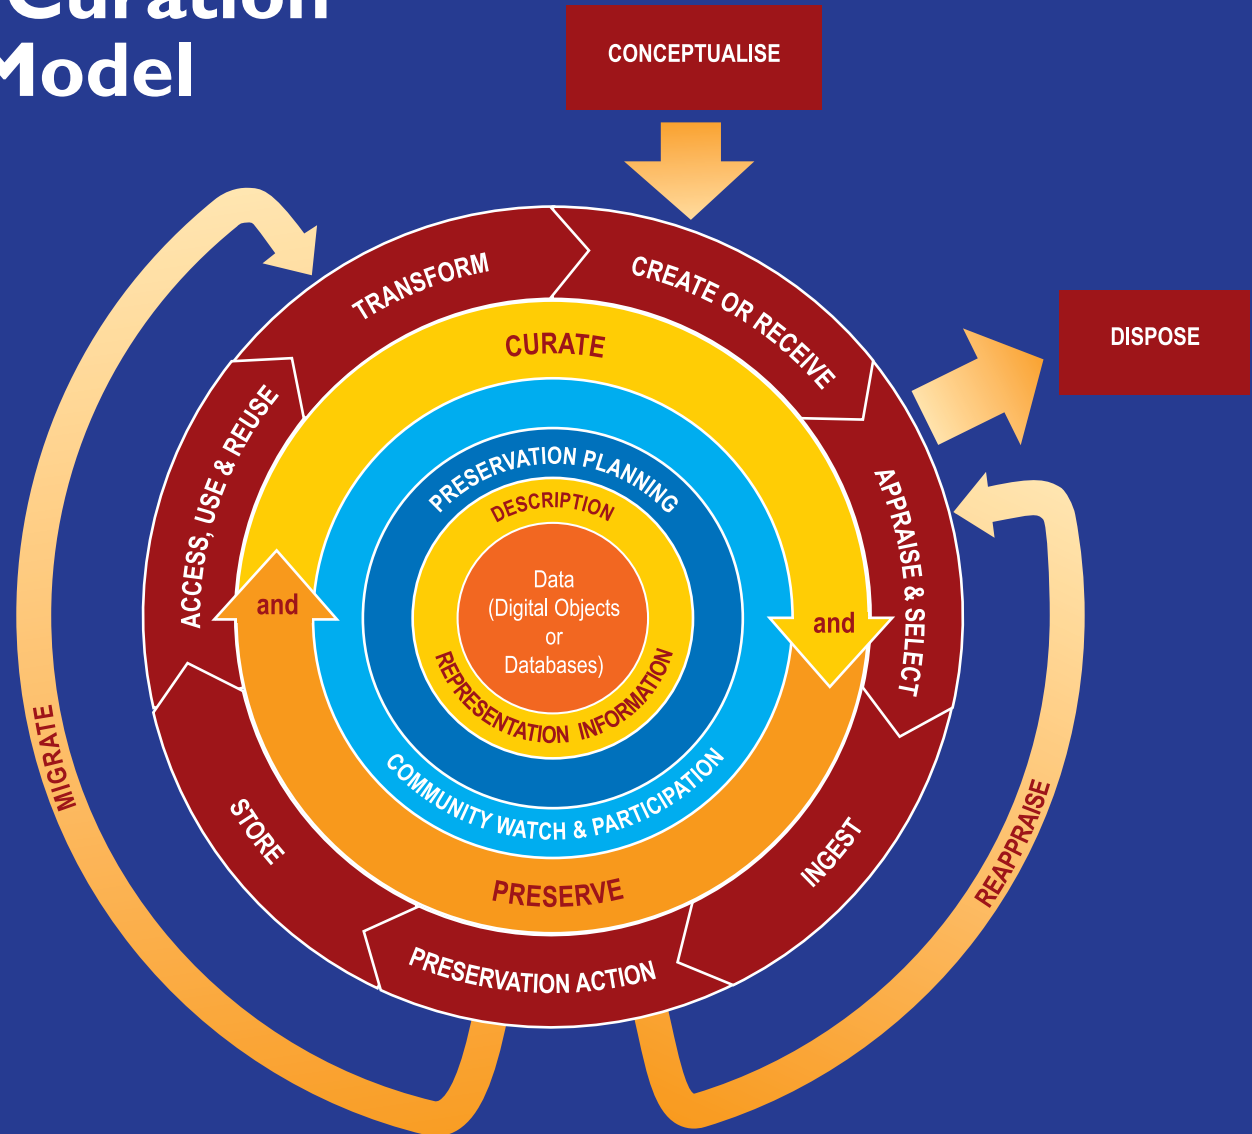 Curation
Model
CONCEPTUALISE
DISPOSE
TRANSFORM
CREATE OR RECEIVE
APPRAISE & SELECT
INGEST
PRESERVATION ACTION
STORE
ACCESS, USE & REUSE
CURATE
and
PRESERVE
and
PRESERVATION PLANNING
COMMUNITY WATCH & PARTICIPATION
DESCRIPTION
REPRESENTATION INFORMATION
Data
(Digital Objects
or
Databases)
MIGRATE
REAPPRAISE